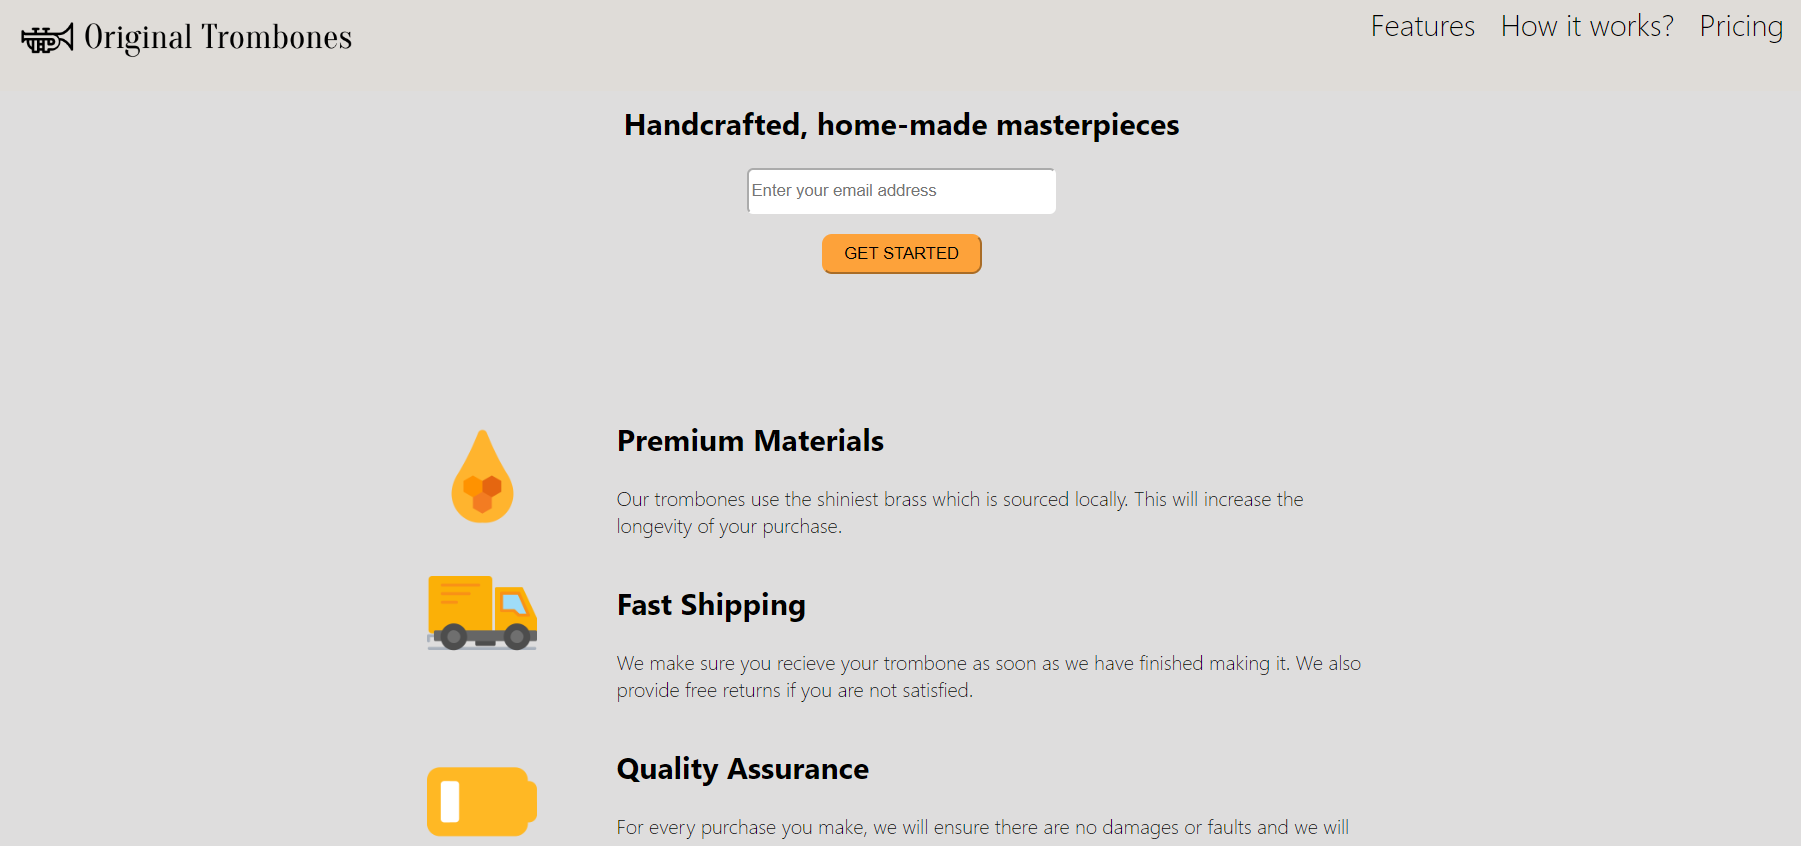 Original Trombones
Features How it works? Pricing
Handcrafted, home-made masterpieces
Enter your email address
GET STARTED
Premium Materials
Our trombones use the shiniest brass which is sourced locally. This will increase the
longevity of your purchase.
Fast Shipping
We make sure you recieve your trombone as soon as we have finished making it. We also
provide free returns if you are not satisfied.
Quality Assurance
For every purchase you make, we will ensure there are no damages or faults and we will